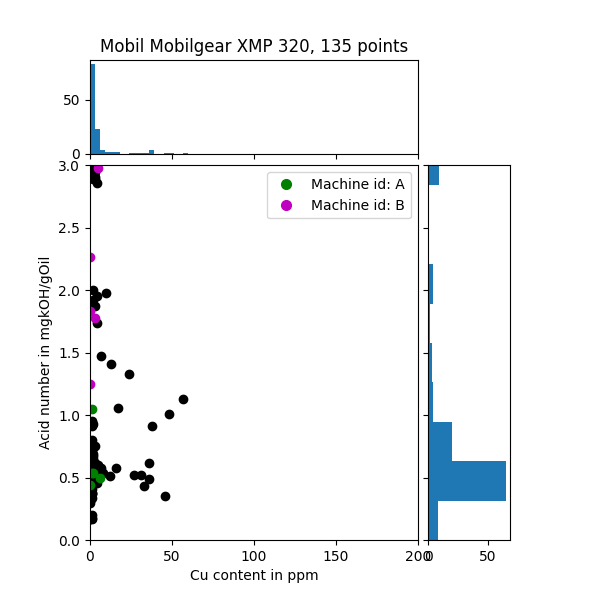 Mobil Mobilgear XMP 320, 135 points
50
0
3.0
2.5
2.0
1.5
1.0
0.5
0.0
Acid number in mgkOH/gOil
Machine id: A
Machine id: B
0 50 100 150 200
0 50
Cu content in ppm